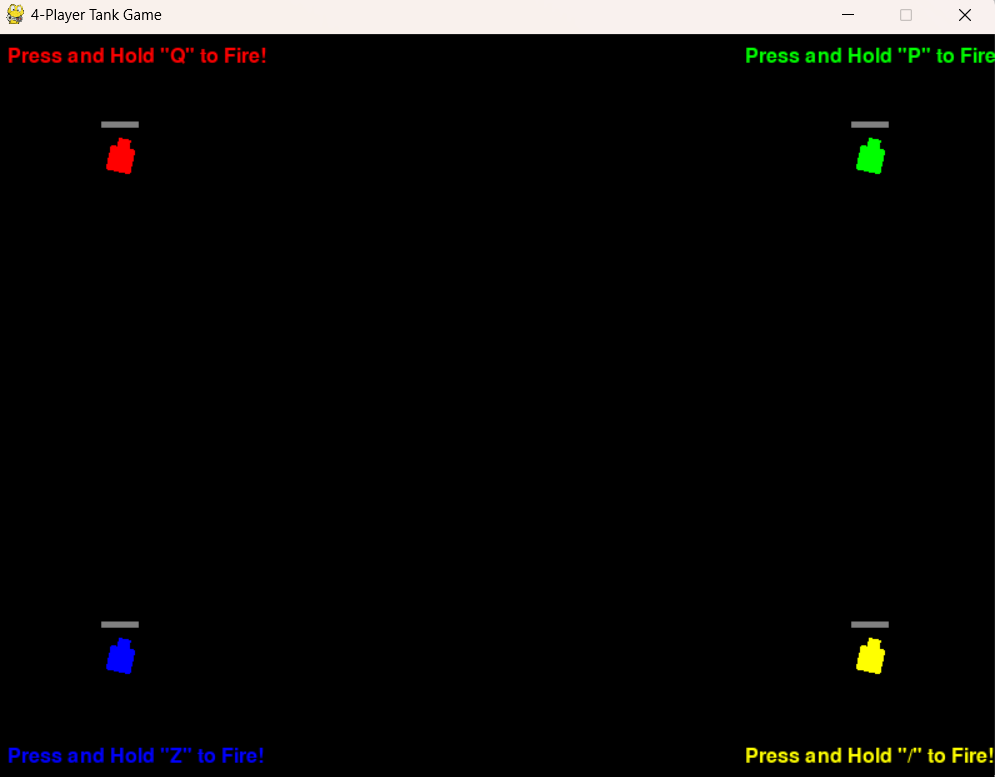 4-Player Tank Game
Press and Hold "Q" to Fire!
Press and Hold "P" to Fire
Press and Hold "Z" to Fire!
Press and Hold "/" to Fire!